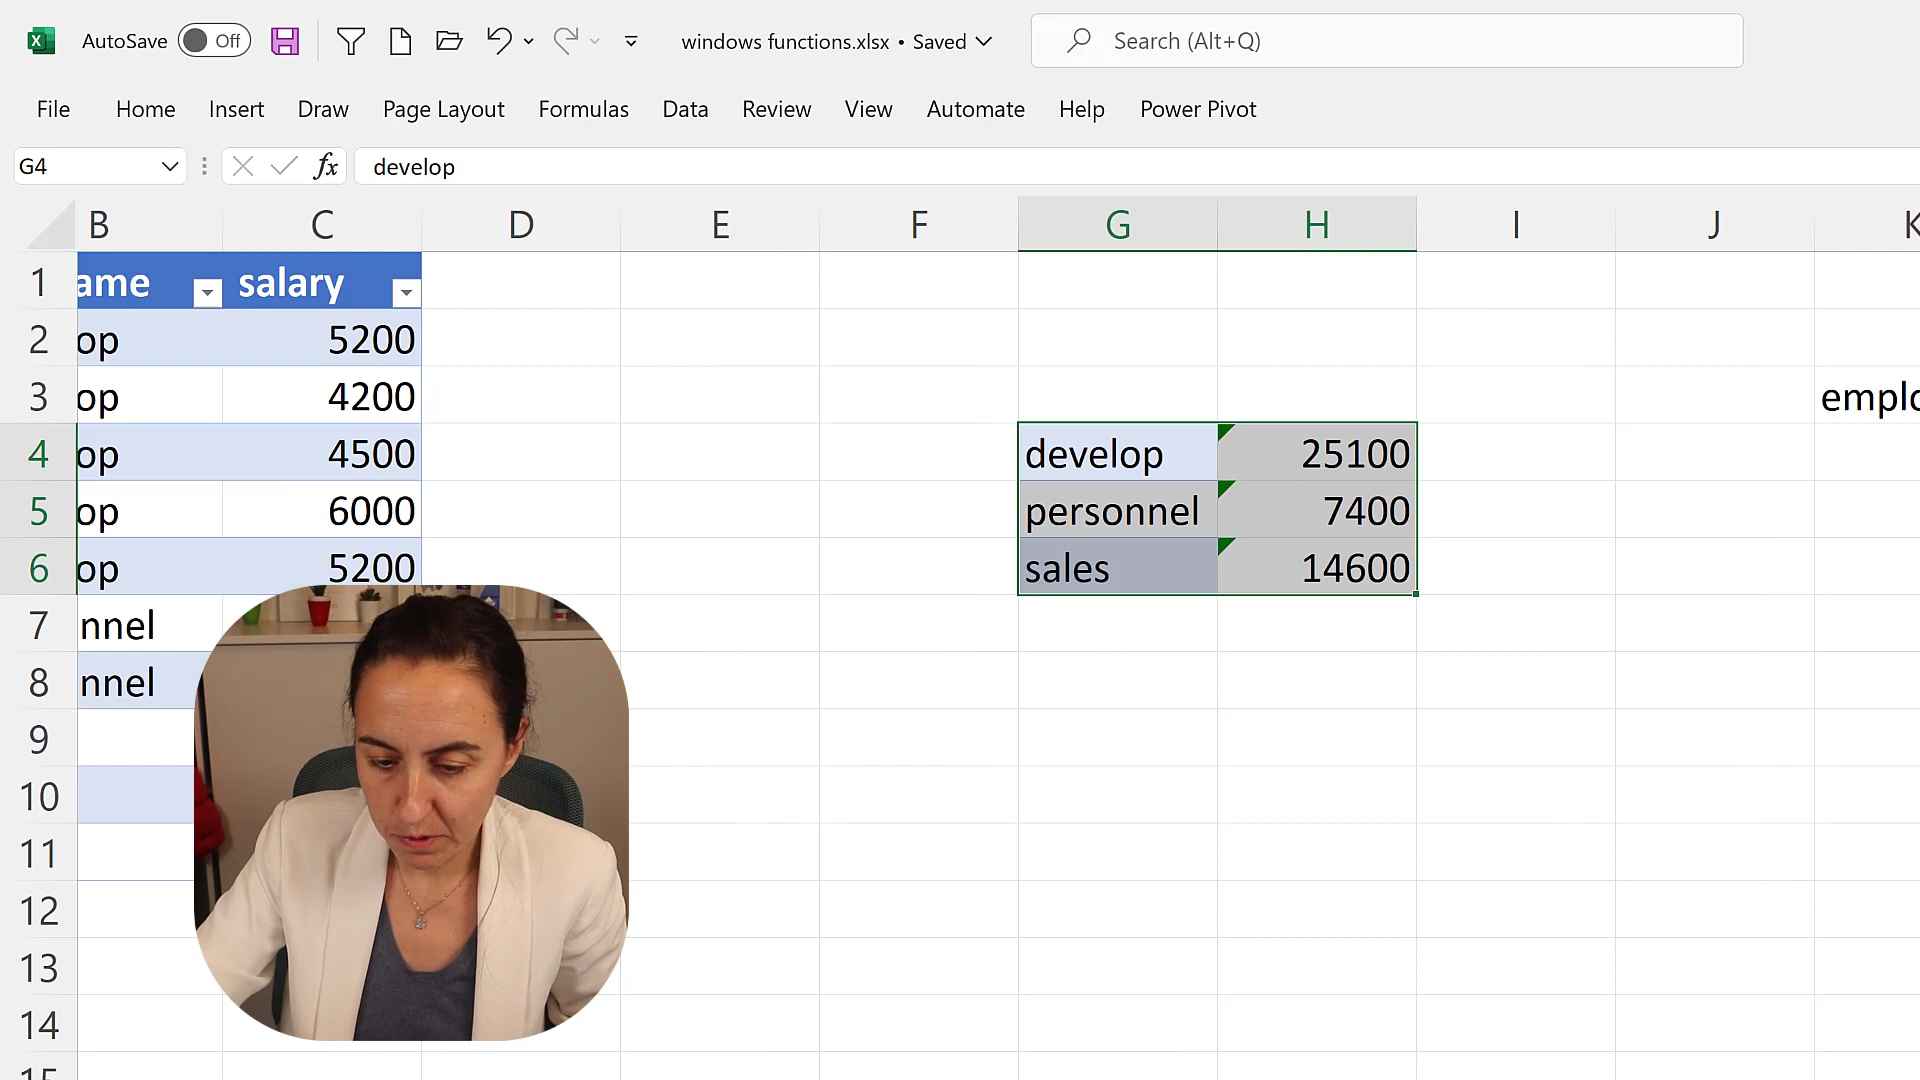 AutoSave Off windows functions.xlsx • Saved Search (Alt+Q)
File Home Insert Draw Page Layout Formulas Data Review View Automate Help Power Pivot
G4 fx develop
B C D E F G H I J K
1 ame salary
2 op 5200
3 op 4200 emplo
4 op 4500 develop 25100
5 op 6000 personnel 7400
6 op 5200 sales 14600
7 nnel
8 nnel
9
10
11
12
13
14
15